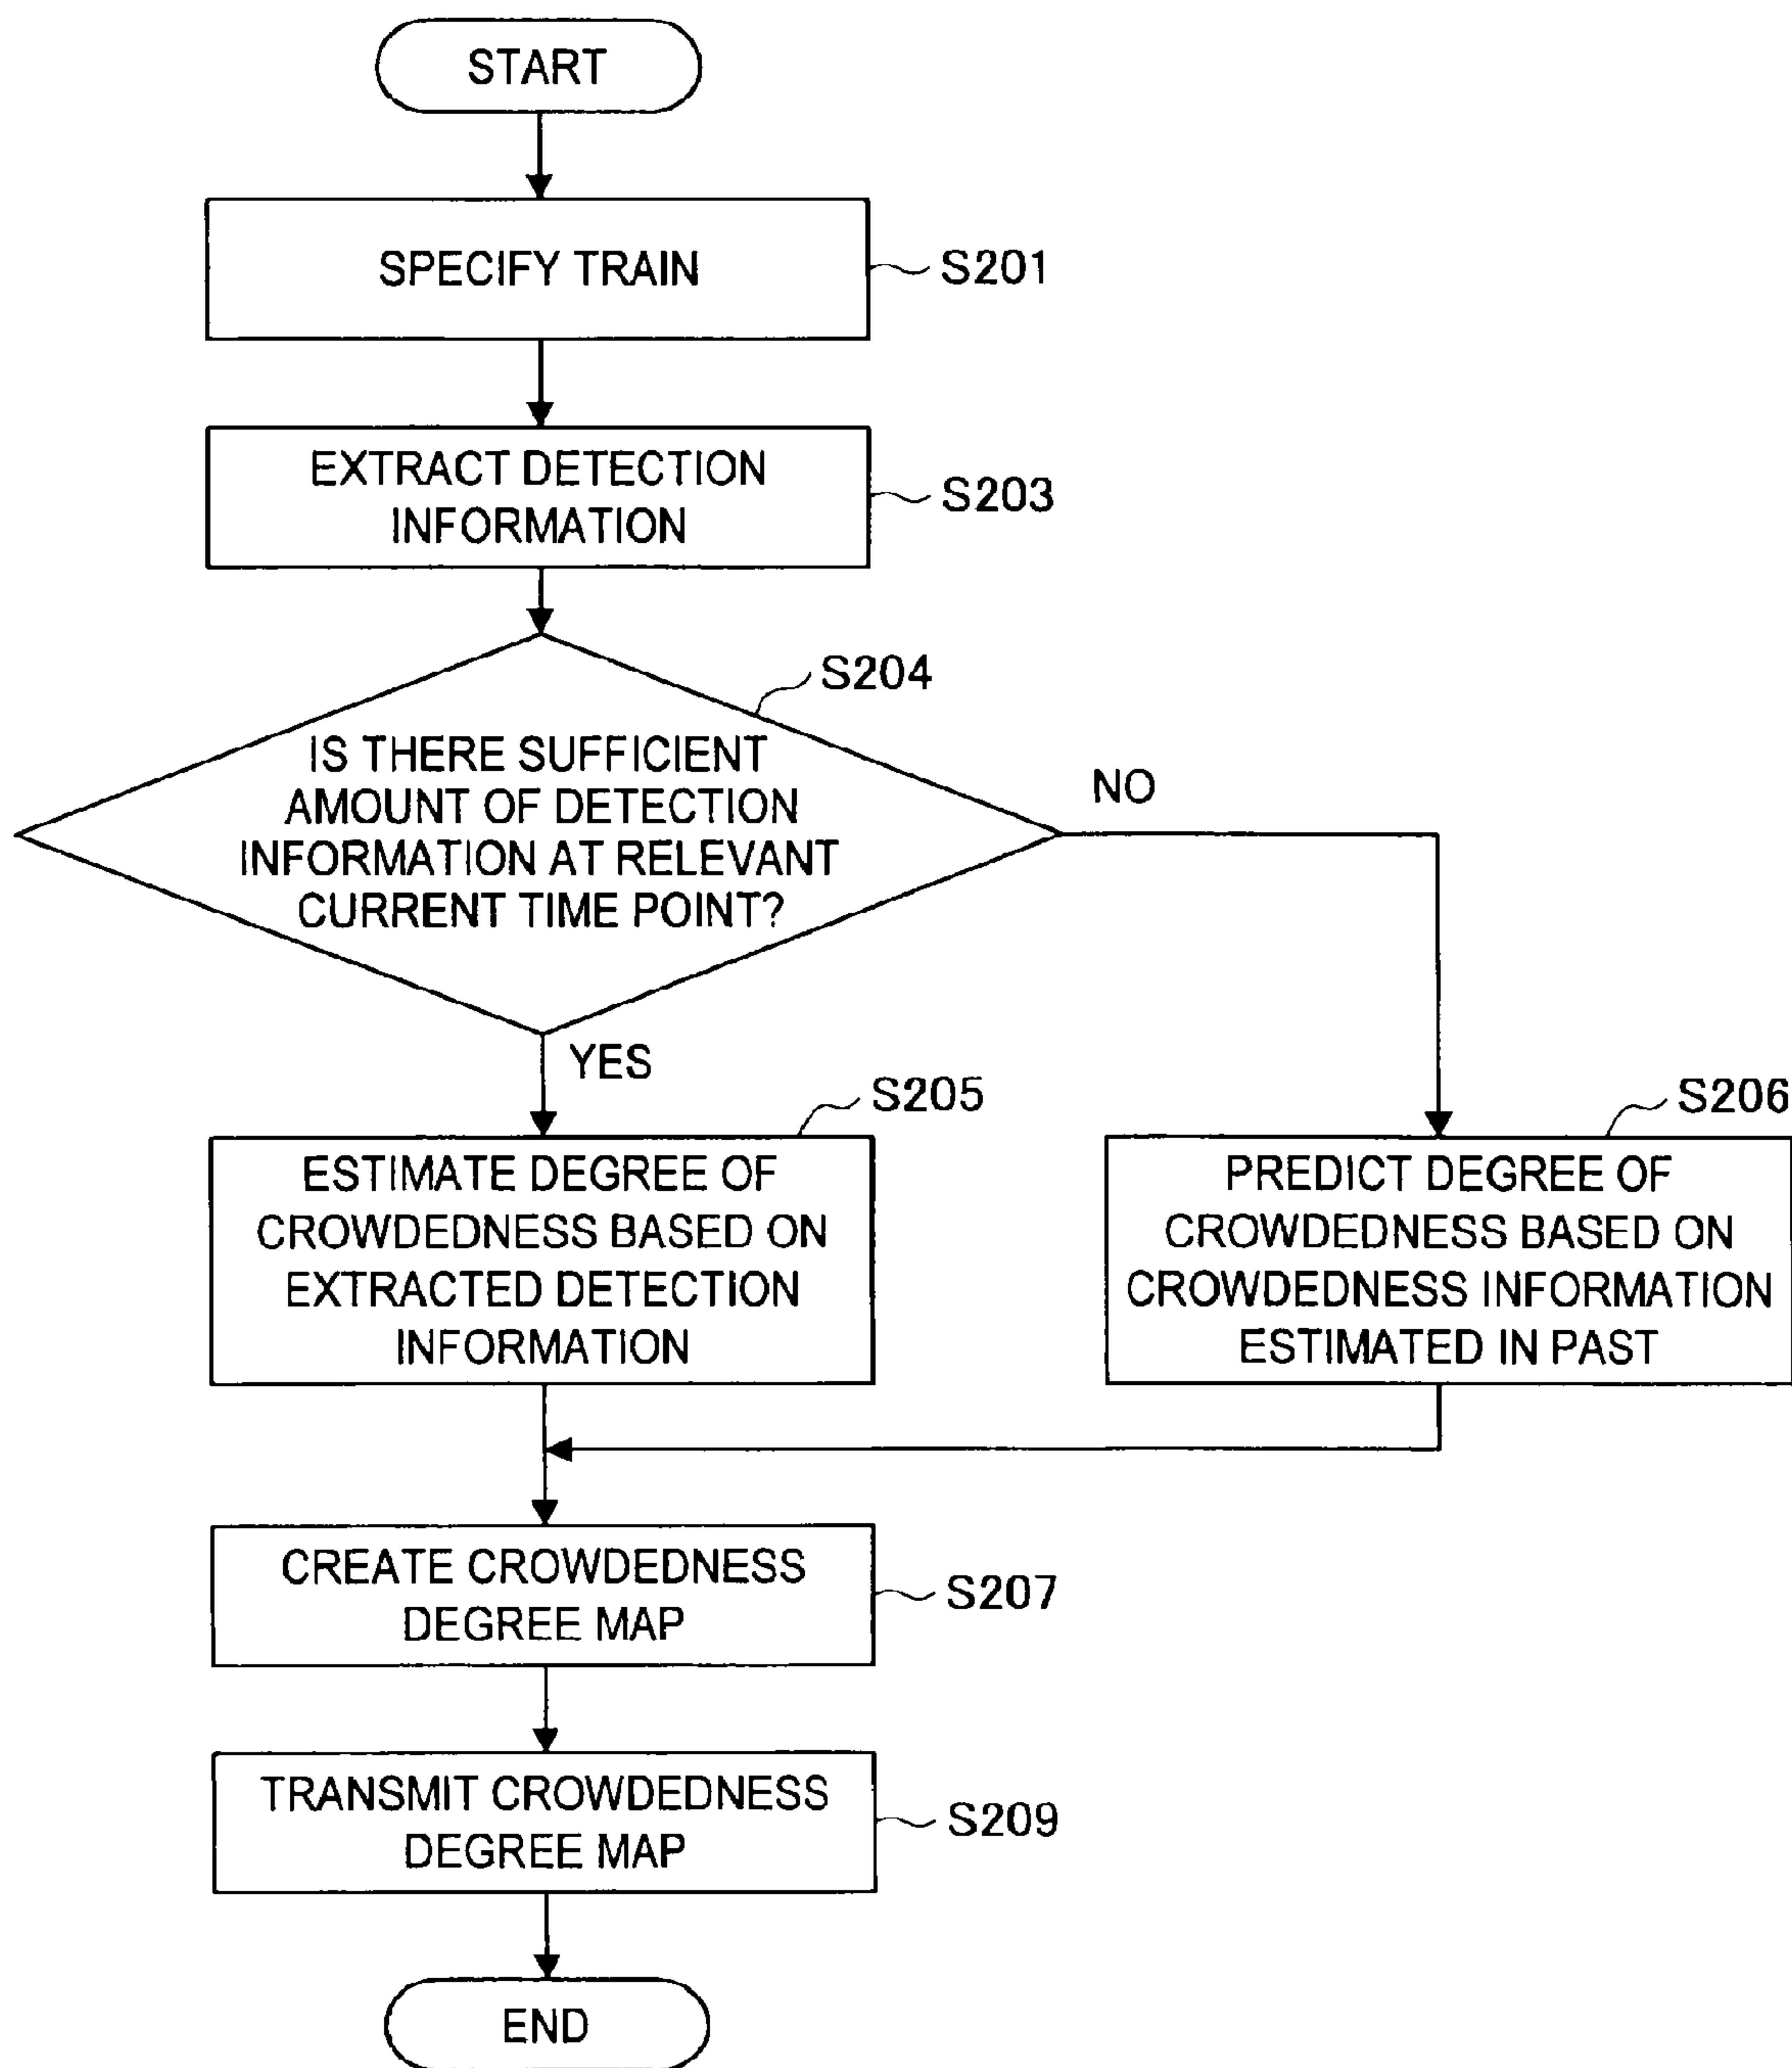 START
SPECIFY TRAIN
S201
EXTRACT DETECTION
INFORMATION
S203
S204
IS THERE SUFFICIENT
AMOUNT OF DETECTION
INFORMATION AT RELEVANT
CURRENT TIME POINT?
NO
YES
S205
ESTIMATE DEGREE OF
CROWDEDNESS BASED ON
EXTRACTED DETECTION
INFORMATION
S206
PREDICT DEGREE OF
CROWDEDNESS BASED ON
CROWDEDNESS INFORMATION
ESTIMATED IN PAST
CREATE CROWDEDNESS
DEGREE MAP
S207
TRANSMIT CROWDEDNESS
DEGREE MAP
S209
END